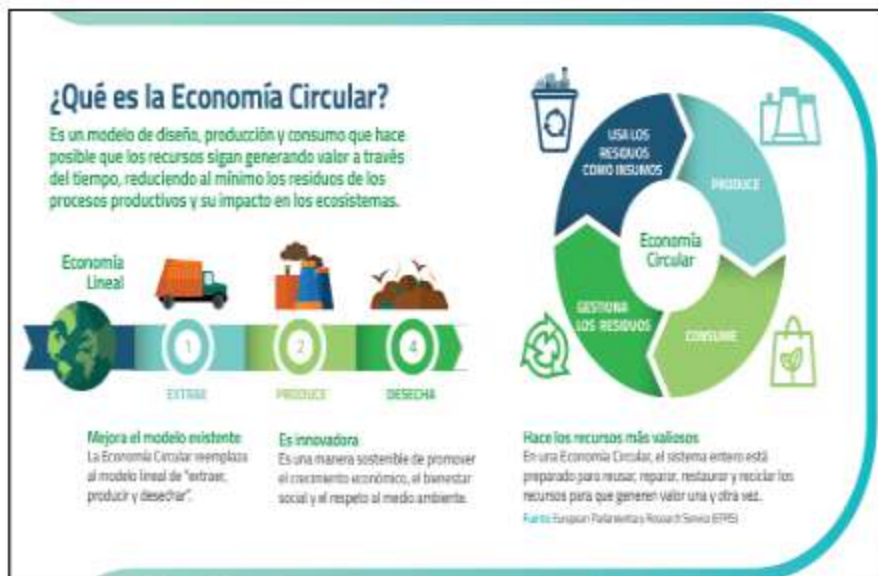 ¿Qué es la Economía Circular?
Es un modelo de diseño, producción y consumo que hace
posible que los recursos sigan generando valor a través
del tiempo, reduciendo al mínimo los residuos de los
procesos productivos y su impacto en los ecosistemas.
Economía
Lineal
1
2
4
EXTRAE
PRODUCE
DESECHA
USA LOS
RESIDUOS
COMO INSUMOS
PRODUCE
Economía
Circular
GESTIONA
LOS RESIDUOS
CONSUME
Mejora el modelo existente
La Economía Circular reemplaza
al modelo lineal de "extraer,
producir y desechar".
Es innovadora
Es una manera sostenible de promover
el crecimiento económico, el bienestar
social y el respeto al medio ambiente.
Hace los recursos más valiosos
En una Economía Circular, el sistema entero está
preparado para reusar, reparar, restaurar y reciclar los
recursos para que generen valor una y otra vez.
Fuente: European Parliamentary Research Service (EPRS)